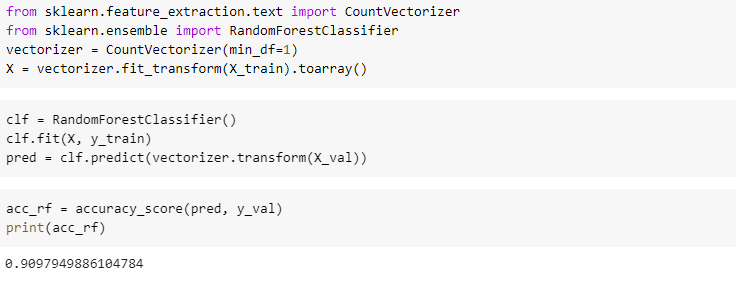 from sklearn.feature_extraction.text import CountVectorizer
from sklearn.ensemble import RandomForestClassifier
vectorizer = CountVectorizer(min_df=1)
X = vectorizer.fit_transform(X_train).toarray()
clf = RandomForestClassifier()
clf.fit(X, y_train)
pred = clf.predict(vectorizer.transform(X_val))
acc_rf = accuracy_score(pred, y_val)
print(acc_rf)
0.9097949886104784